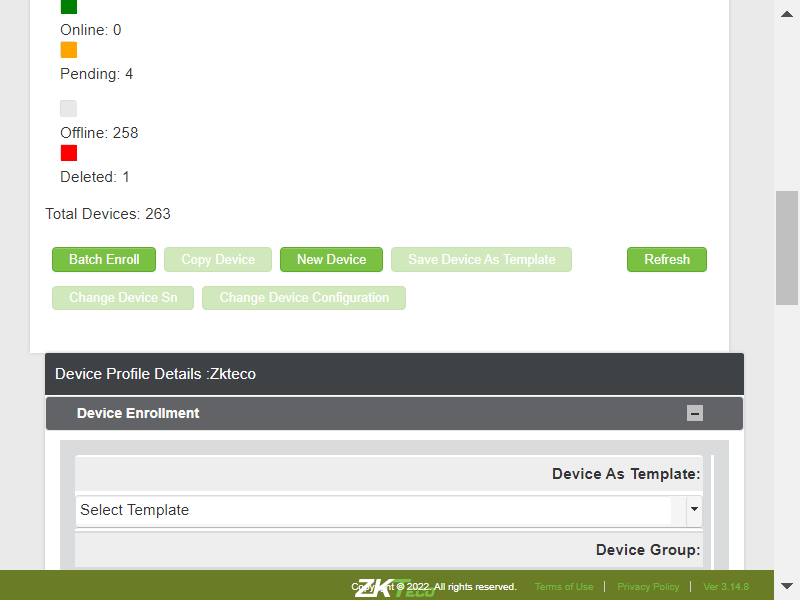 Online: 0
Pending: 4
Offline: 258
Deleted: 1
Total Devices: 263
Batch Enroll Copy Device New Device Save Device As Template Refresh
Change Device Sn Change Device Configuration
Device Profile Details :Zkteco
Device Enrollment
Device As Template:
Select Template
Device Group:
ZKTeco
Copyright © 2022. All rights reserved. Terms of Use | Privacy Policy | Ver 3.14.8